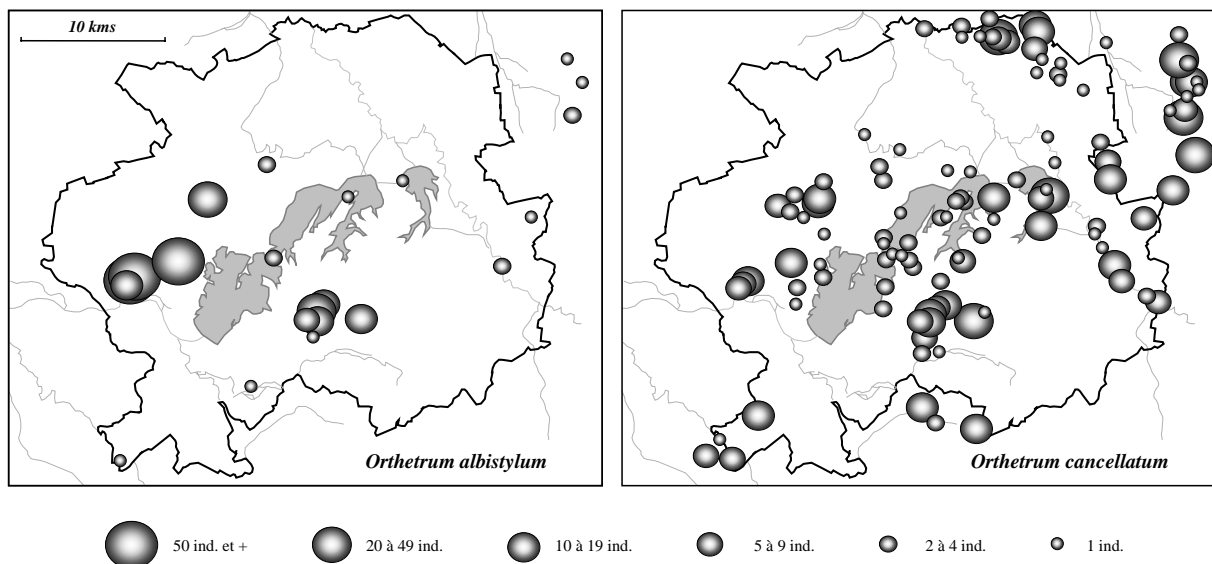 10 kms
Orthetrum albistylum
Orthetrum cancellatum
50 ind. et +
20 à 49 ind.
10 à 19 ind.
5 à 9 ind.
2 à 4 ind.
1 ind.